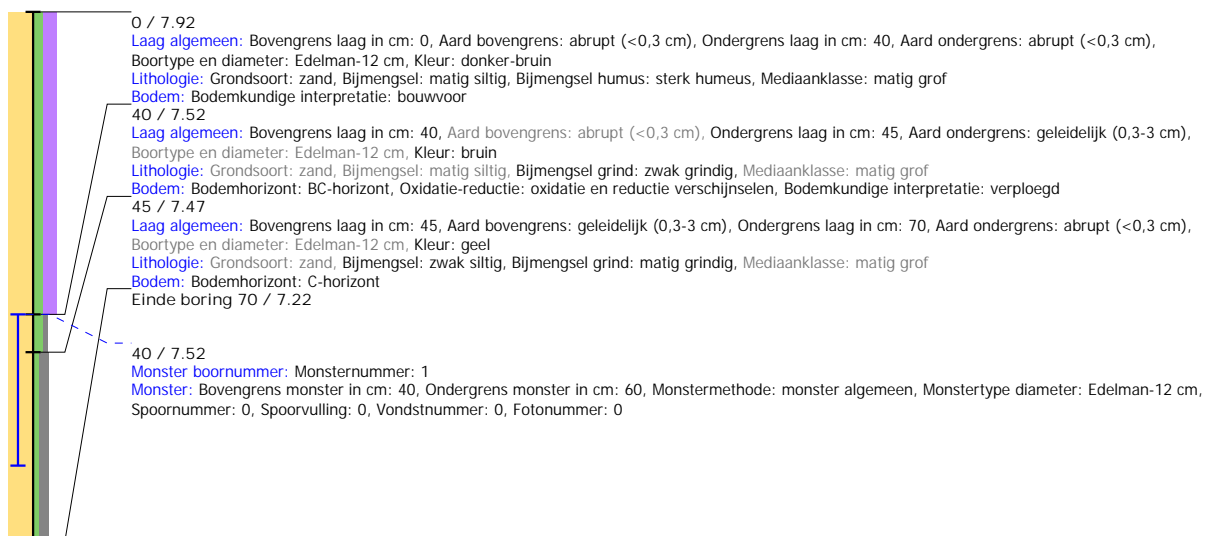 0 / 7.92
Laag algemeen: Bovengrens laag in cm: 0, Aard bovengrens: abrupt (<0,3 cm), Ondergrens laag in cm: 40, Aard ondergrens: abrupt (<0,3 cm),
Boortype en diameter: Edelman-12 cm, Kleur: donker-bruin
Lithologie: Grondsoort: zand, Bijmengsel: matig siltig, Bijmengsel humus: sterk humeus, Mediaanklasse: matig grof
Bodem: Bodemkundige interpretatie: bouwvoor
40 / 7.52
Laag algemeen: Bovengrens laag in cm: 40, Aard bovengrens: abrupt (<0,3 cm), Ondergrens laag in cm: 45, Aard ondergrens: geleidelijk (0,3-3 cm),
Boortype en diameter: Edelman-12 cm, Kleur: bruin
Lithologie: Grondsoort: zand, Bijmengsel: matig siltig, Bijmengsel grind: zwak grindig, Mediaanklasse: matig grof
Bodem: Bodemhorizont: BC-horizont, Oxidatie-reductie: oxidatie en reductie verschijnselen, Bodemkundige interpretatie: verploegd
45 / 7.47
Laag algemeen: Bovengrens laag in cm: 45, Aard bovengrens: geleidelijk (0,3-3 cm), Ondergrens laag in cm: 70, Aard ondergrens: abrupt (<0,3 cm),
Boortype en diameter: Edelman-12 cm, Kleur: geel
Lithologie: Grondsoort: zand, Bijmengsel: zwak siltig, Bijmengsel grind: matig grindig, Mediaanklasse: matig grof
Bodem: Bodemhorizont: C-horizont
Einde boring 70 / 7.22
40 / 7.52
Monster boornummer: Monsternummer: 1
Monster: Bovengrens monster in cm: 40, Ondergrens monster in cm: 60, Monstermethode: monster algemeen, Monstertype diameter: Edelman-12 cm,
Spoornummer: 0, Spoorvulling: 0, Vondstnummer: 0, Fotonummer: 0